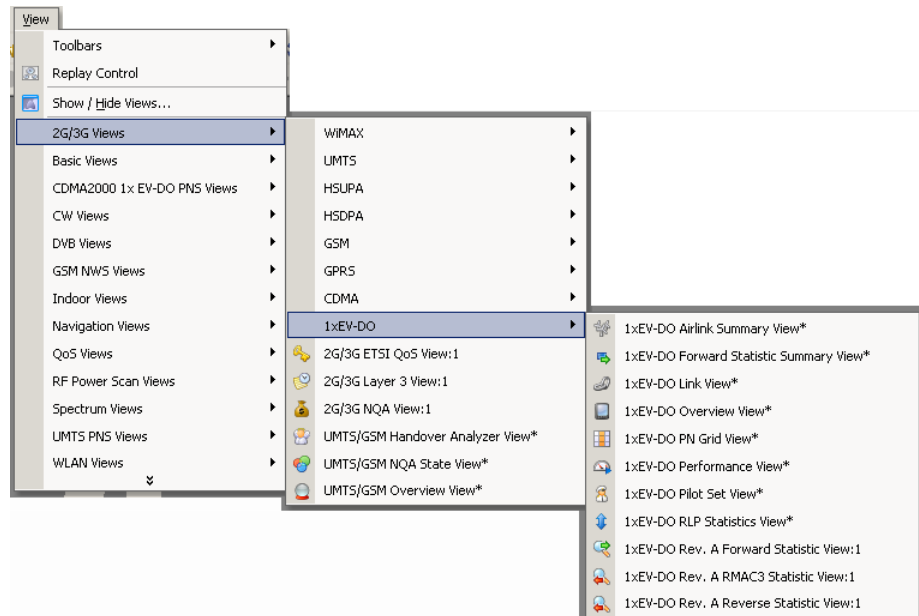 View
Toolbars
Replay Control
Show / Hide Views...
2G/3G Views
Basic Views
CDMA2000 1x EV-DO PNS Views
CW Views
DVB Views
GSM NWS Views
Indoor Views
Navigation Views
QoS Views
RF Power Scan Views
Spectrum Views
UMTS PNS Views
WLAN Views
WiMAX
UMTS
HSUPA
HSDPA
GSM
GPRS
CDMA
1xEV-DO
2G/3G ETSI QoS View:1
2G/3G Layer 3 View:1
2G/3G NQA View:1
UMTS/GSM Handover Analyzer View*
UMTS/GSM NQA State View*
UMTS/GSM Overview View*
1xEV-DO Airlink Summary View*
1xEV-DO Forward Statistic Summary View*
1xEV-DO Link View*
1xEV-DO Overview View*
1xEV-DO PN Grid View*
1xEV-DO Performance View*
1xEV-DO Pilot Set View*
1xEV-DO RLP Statistics View*
1xEV-DO Rev. A Forward Statistic View:1
1xEV-DO Rev. A RMAC3 Statistic View:1
1xEV-DO Rev. A Reverse Statistic View:1